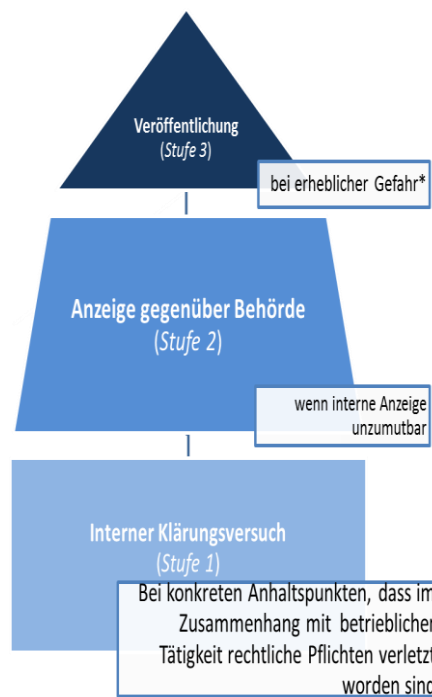 Veröffentlichung
(Stufe 3)
bei erheblicher Gefahr*
Anzeige gegenüber Behörde
(Stufe 2)
wenn interne Anzeige
unzumutbar
Interner Klärungsversuch
(Stufe 1)
Bei konkreten Anhaltspunkten, dass im
Zusammenhang mit betrieblicher
Tätigkeit rechtliche Pflichten verletzt
worden sind